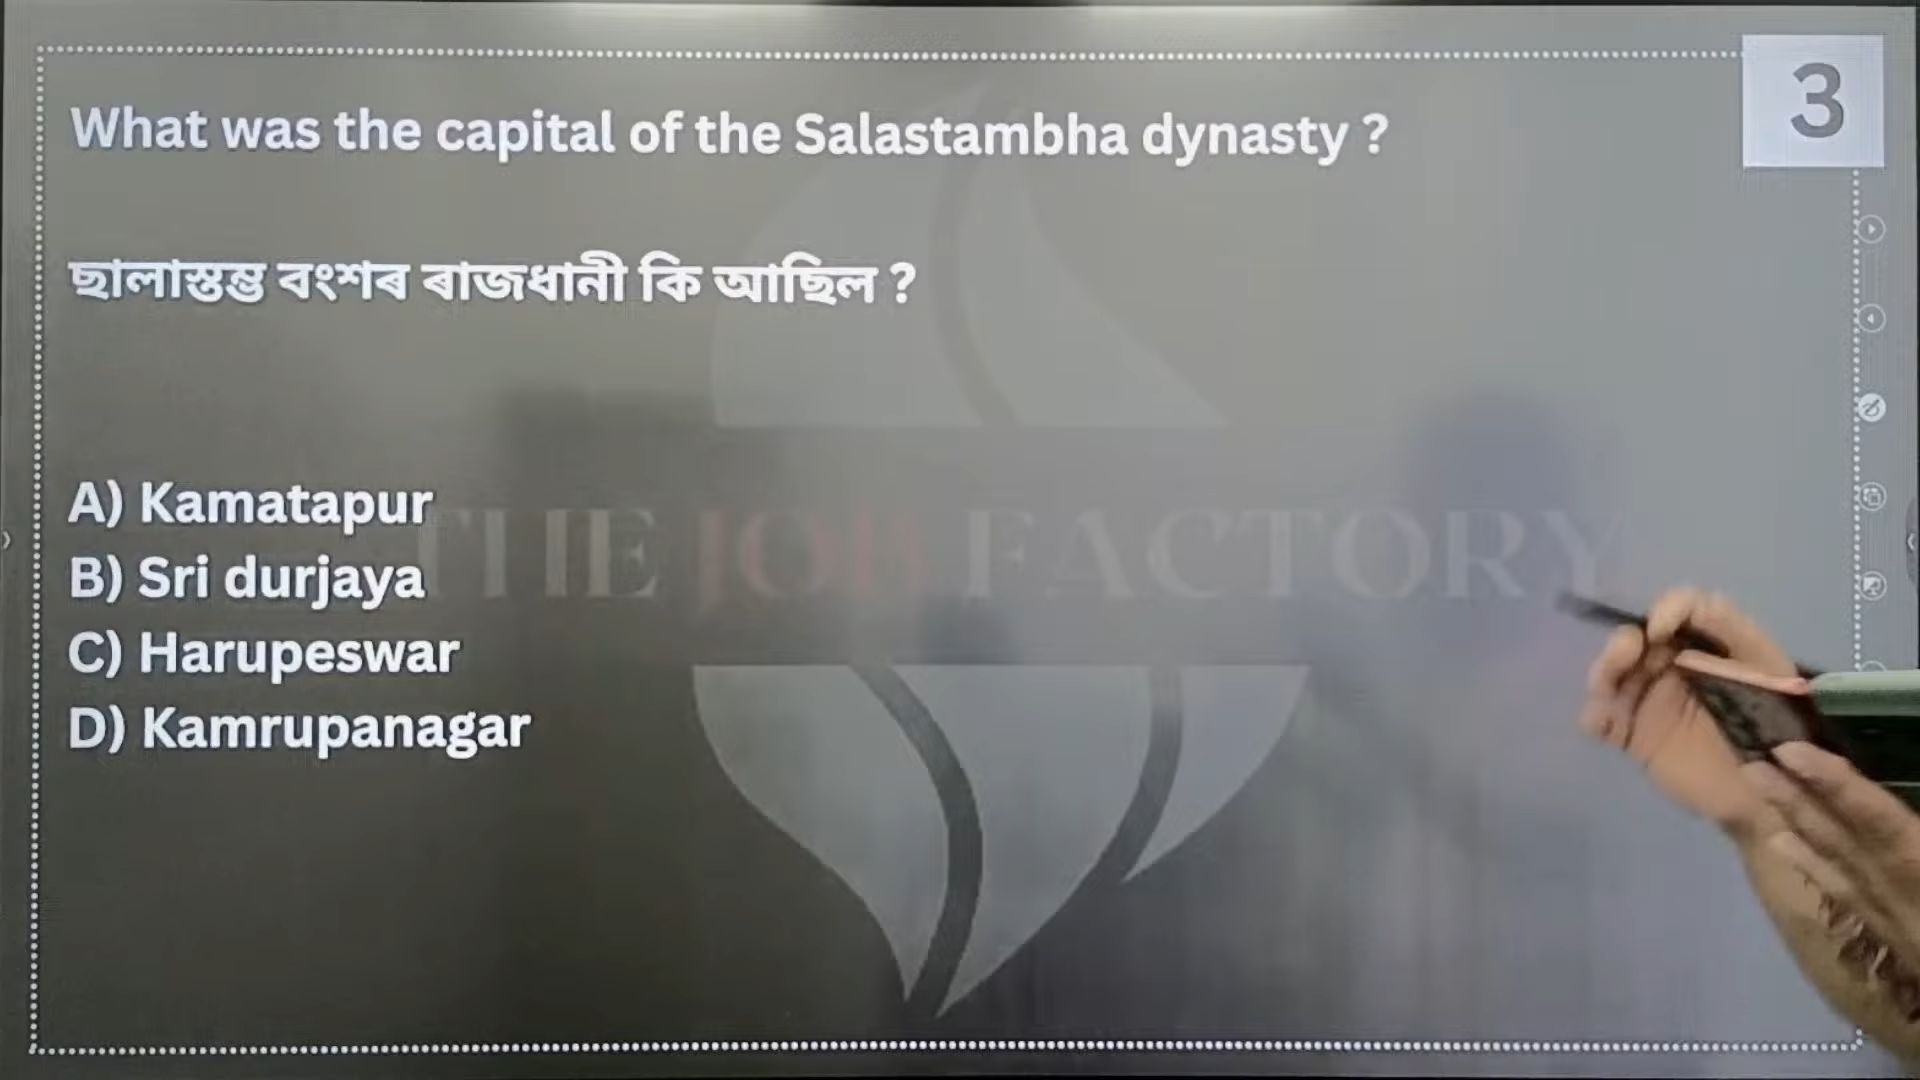 3
What was the capital of the Salastambha dynasty ?
ছালাস্তম্ভ বংশৰ ৰাজধানী কি আছিল ?
A) Kamatapur
B) Sri durjaya
C) Harupeswar
D) Kamrupanagar
THE JOB FACTORY